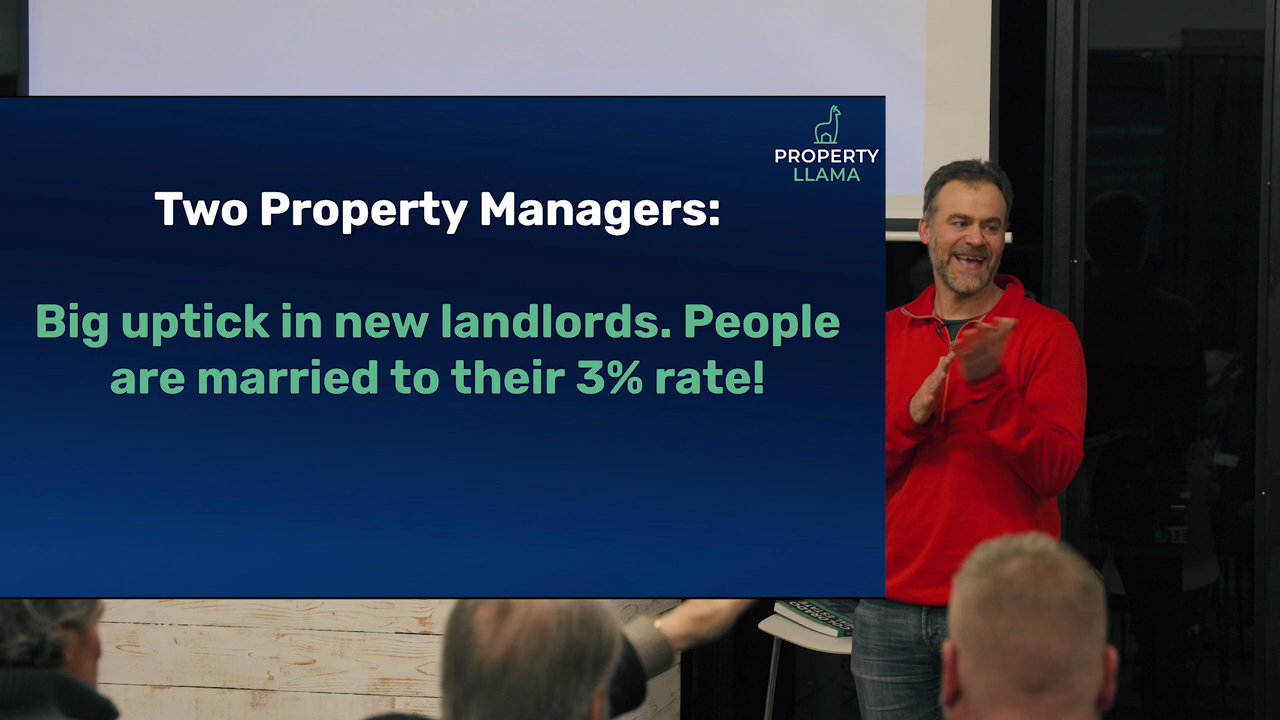 PROPERTY
LLAMA
Two Property Managers:
Big uptick in new landlords. People
are married to their 3% rate!